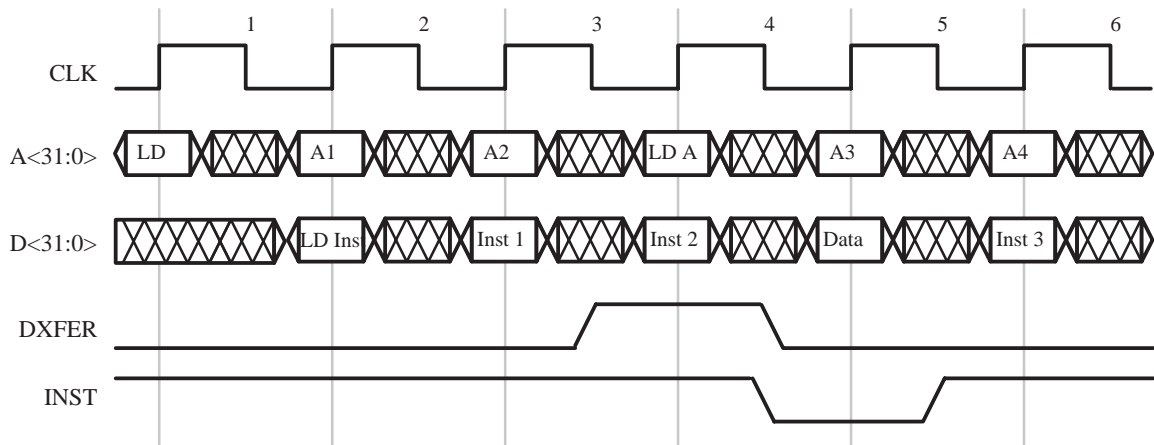 1 2 3 4 5 6
CLK
A<31:0> LD A1 A2 LD A A3 A4
D<31:0> LD Inst Inst 1 Inst 2 Data Inst 3
DXFER
INST